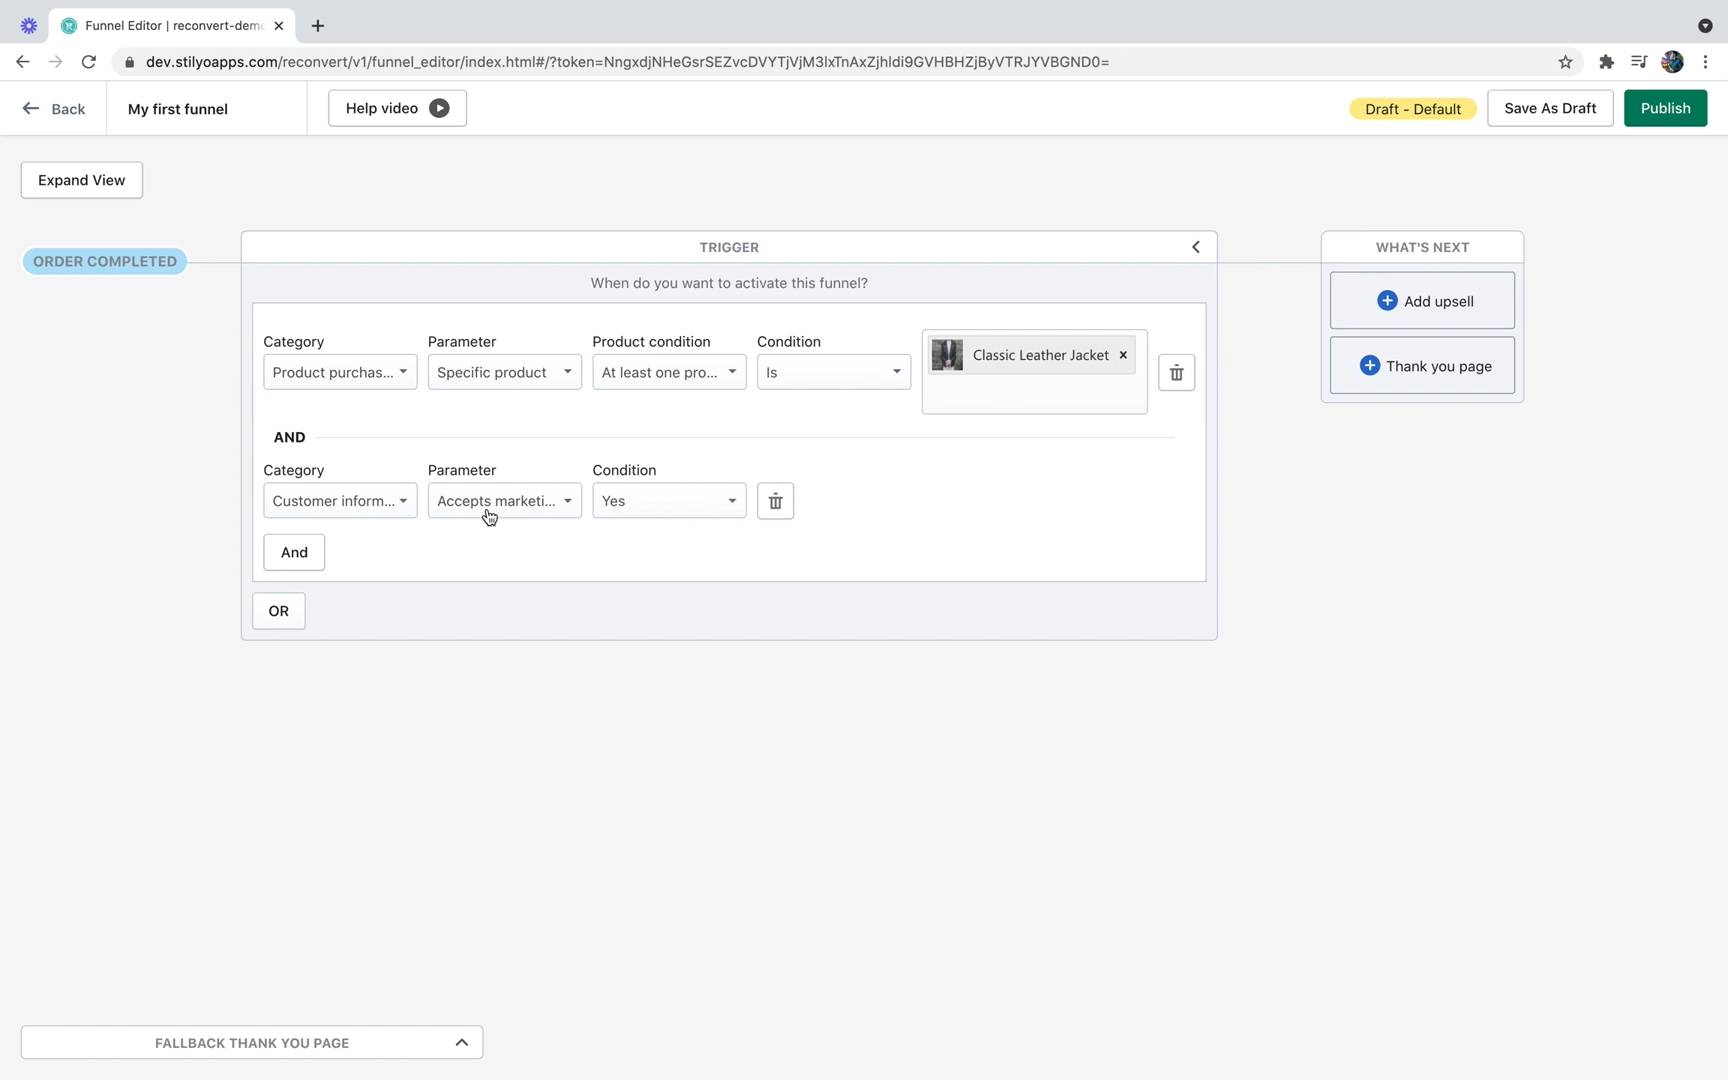 Funnel Editor | reconvert-demo
dev.stilyoapps.com/reconvert/v1/funnel_editor/index.html#/?token=NngxdjNHeGsrSEZvcDVYTjVjM3lxTnAxZjhldi9GVHBHZjByVTRJYVBGND0=
Back
My first funnel
Help video
Draft - Default
Save As Draft
Publish
Expand View
ORDER COMPLETED
TRIGGER
When do you want to activate this funnel?
Category Parameter Product condition Condition
Product purchas... Specific product At least one pro... Is
Classic Leather Jacket
AND
Category Parameter Condition
Customer inform... Accepts marketi... Yes
And
OR
WHAT'S NEXT
Add upsell
Thank you page
FALLBACK THANK YOU PAGE